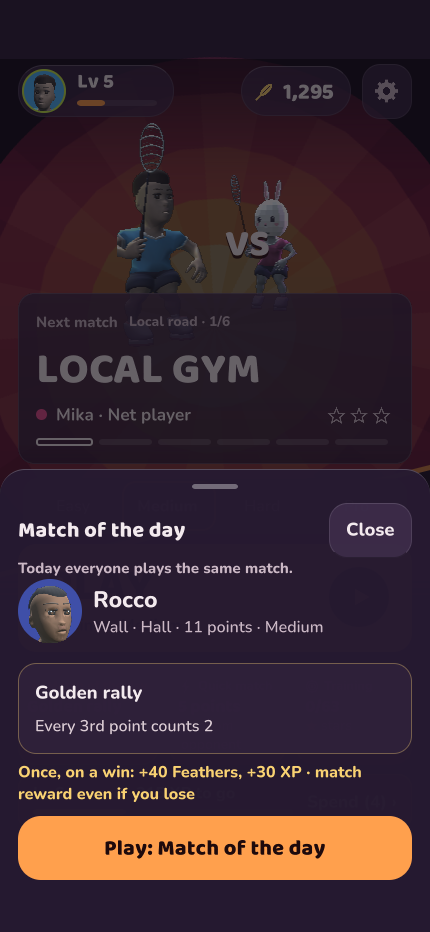 Lv 5
1,295
VS
Next match Local road · 1/6
LOCAL GYM
Mika · Net player
Match of the day
Close
Today everyone plays the same match.
Rocco
Wall · Hall · 11 points · Medium
Golden rally
Every 3rd point counts 2
Once, on a win: +40 Feathers, +30 XP · match
reward even if you lose
Play: Match of the day